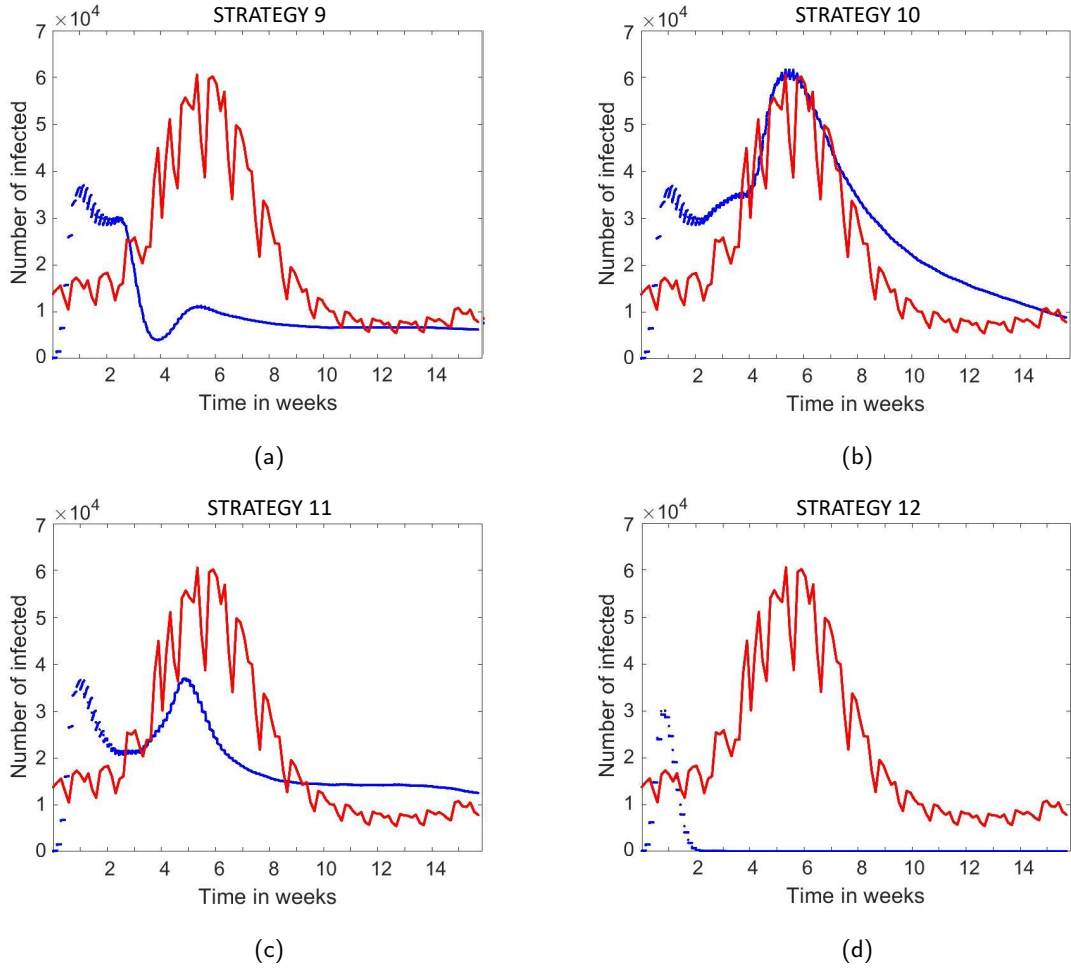 STRATEGY 9
×10⁴
7
6
5
4
3
2
1
0
Number of infected
2 4 6 8 10 12 14
Time in weeks
(a)
STRATEGY 10
×10⁴
7
6
5
4
3
2
1
0
Number of infected
2 4 6 8 10 12 14
Time in weeks
(b)
STRATEGY 11
×10⁴
7
6
5
4
3
2
1
0
Number of infected
2 4 6 8 10 12 14
Time in weeks
(c)
STRATEGY 12
×10⁴
7
6
5
4
3
2
1
0
Number of infected
2 4 6 8 10 12 14
Time in weeks
(d)